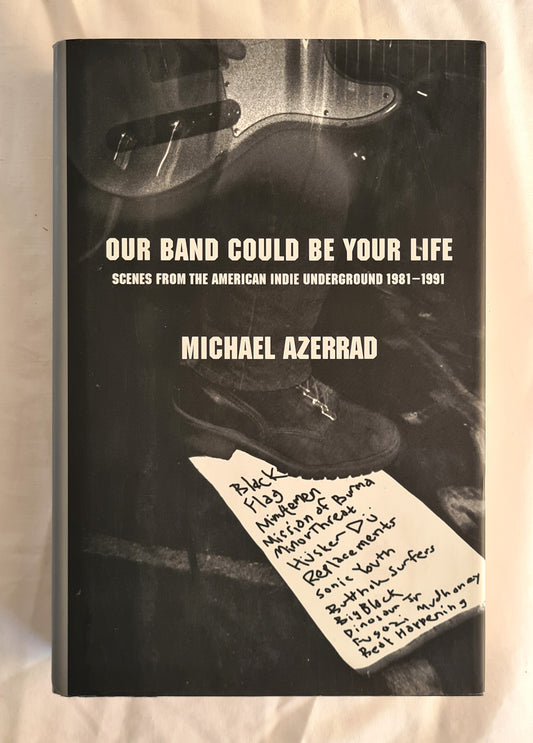 OUR BAND COULD BE YOUR LIFE
SCENES FROM THE AMERICAN INDIE UNDERGROUND 1981–1991
MICHAEL AZERRAD
Black
Flag
Minutemen
Mission of Burma
Minor Threat
Hüsker Dü
Replacements
Sonic Youth
Butthole Surfers
Big Black
Dinosaur Jr
Fugazi Mudhoney
Beat Happening